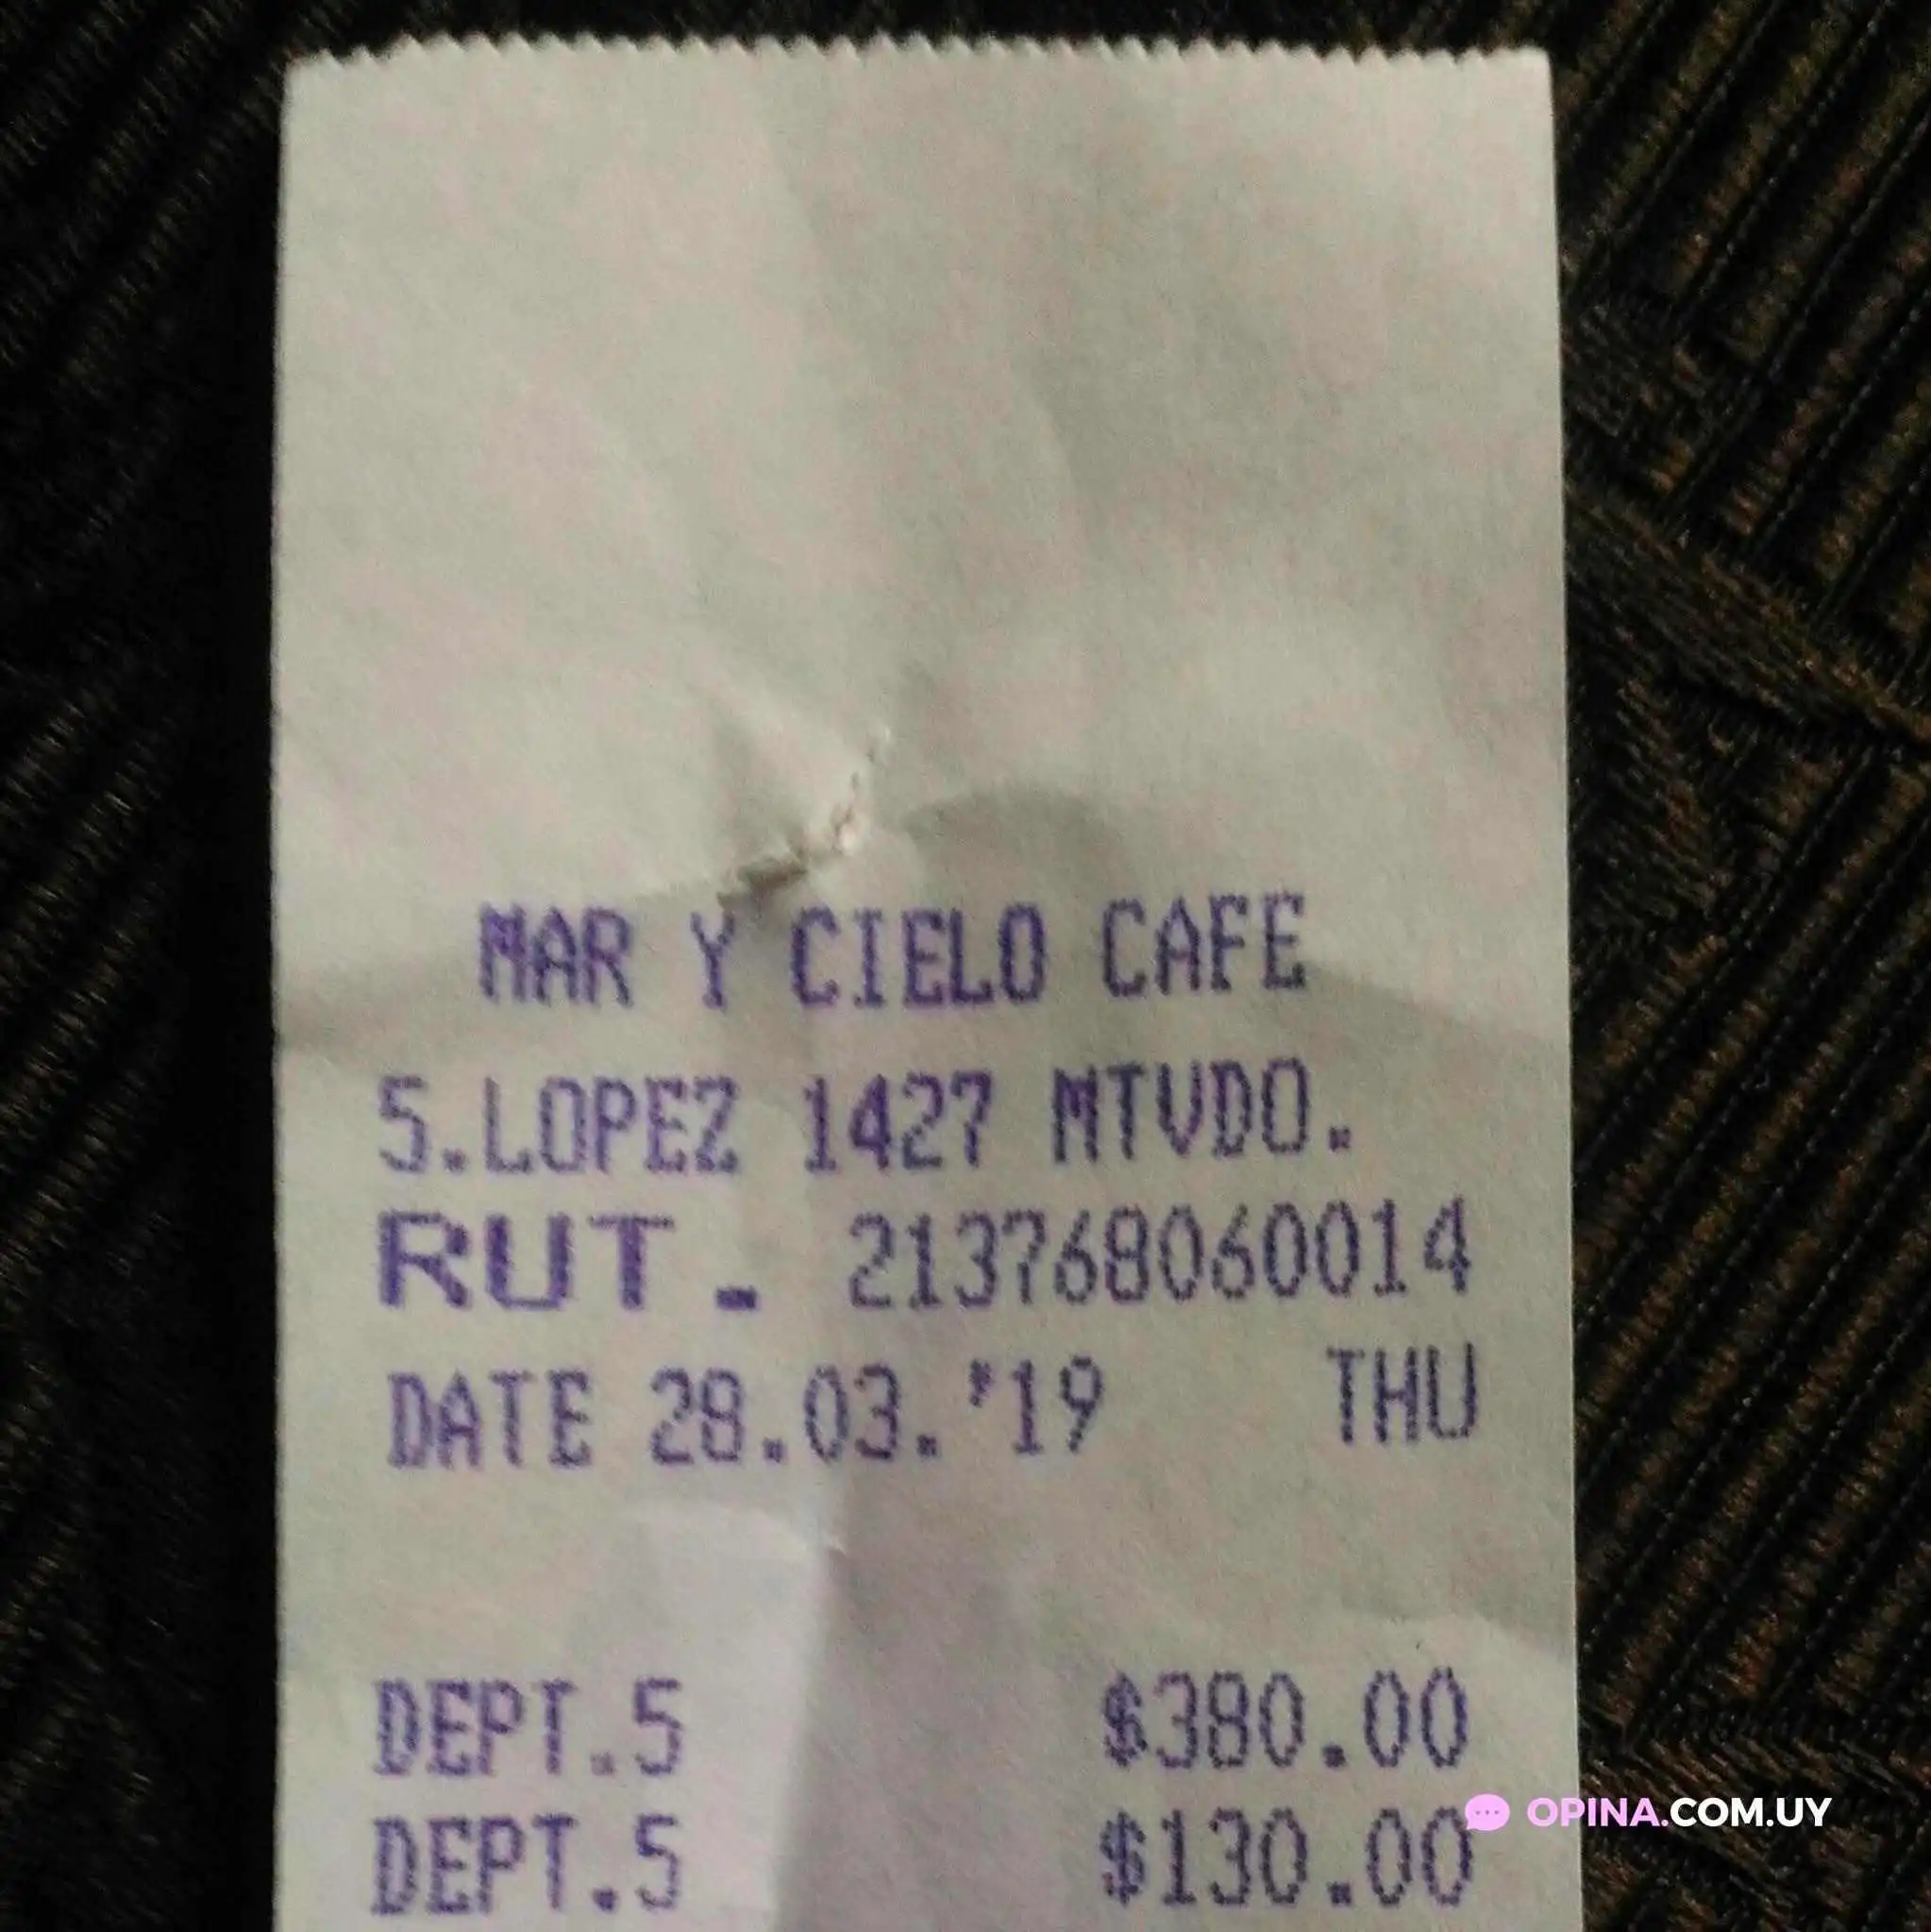 MAR Y CIELO CAFE
S.LOPEZ 1427 MTVDO.
RUT. 213768060014
DATE 28.03.'19 THU
DEPT.5 $380.00
DEPT.5 $130.00
OPINA.COM.UY